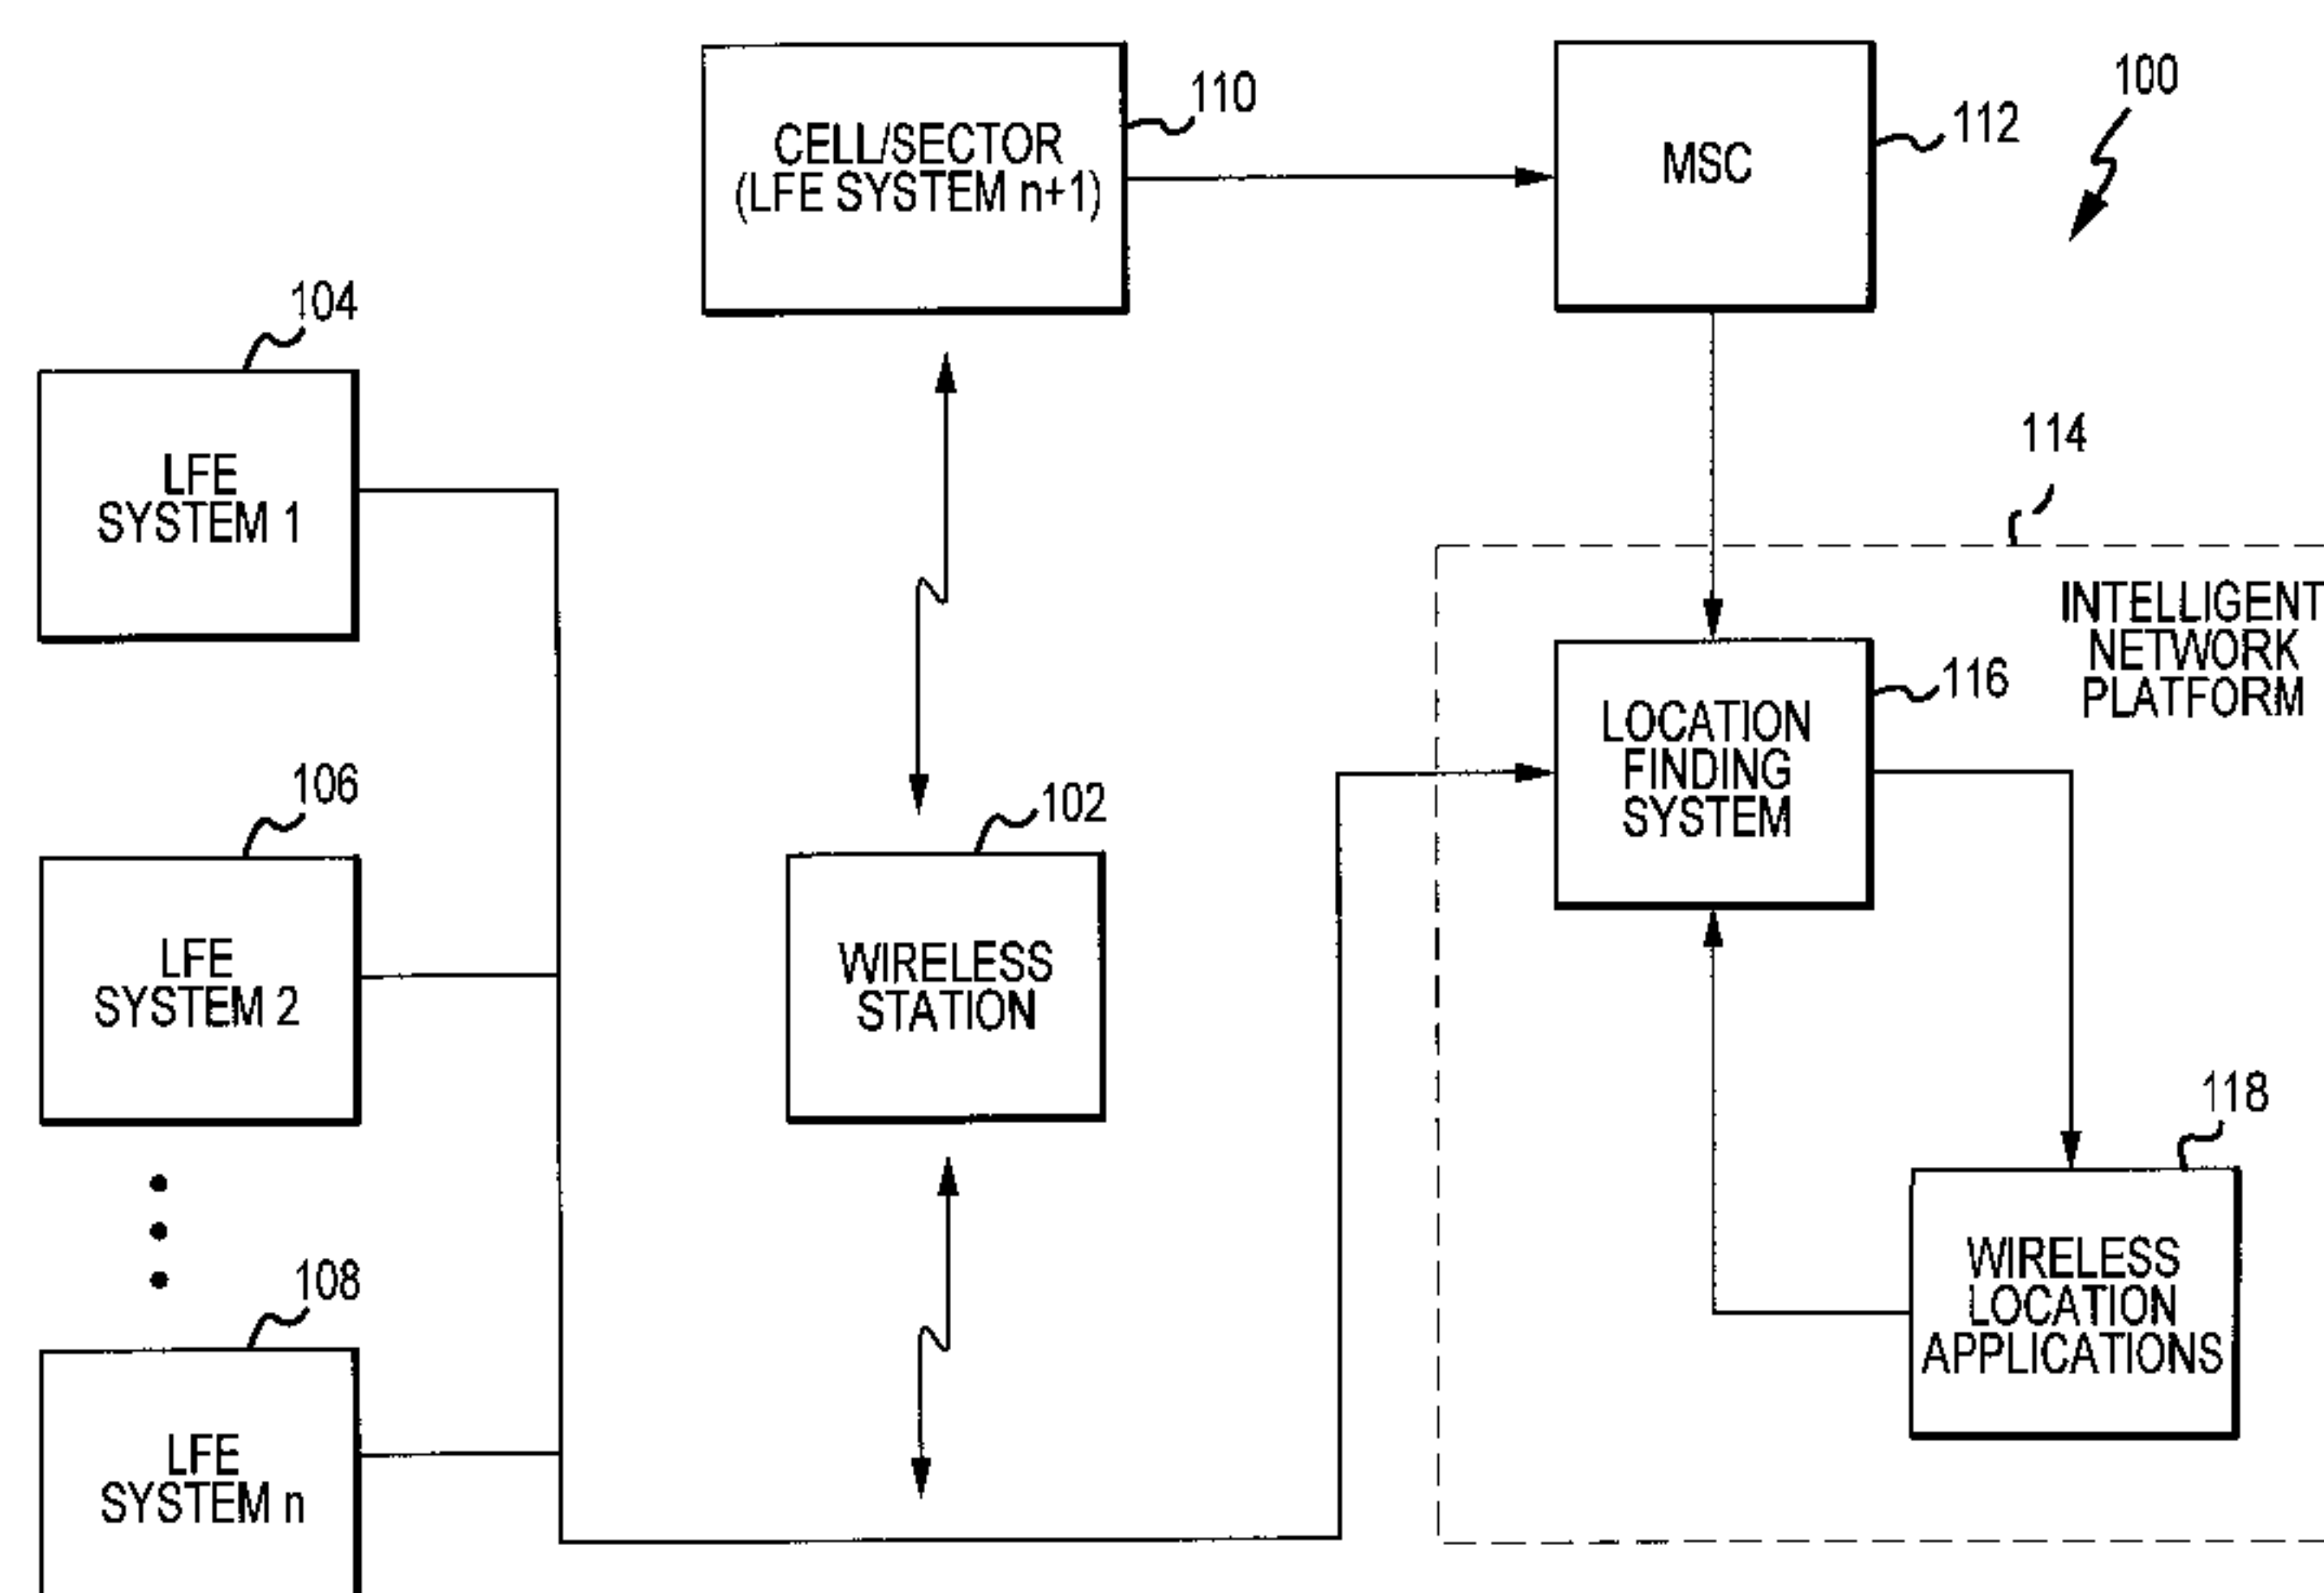 110
CELL/SECTOR
(LFE SYSTEM n+1)
112
MSC
100
104
LFE
SYSTEM 1
114
INTELLIGENT
NETWORK
PLATFORM
116
LOCATION
FINDING
SYSTEM
106
LFE
SYSTEM 2
102
WIRELESS
STATION
118
WIRELESS
LOCATION
APPLICATIONS
108
LFE
SYSTEM n